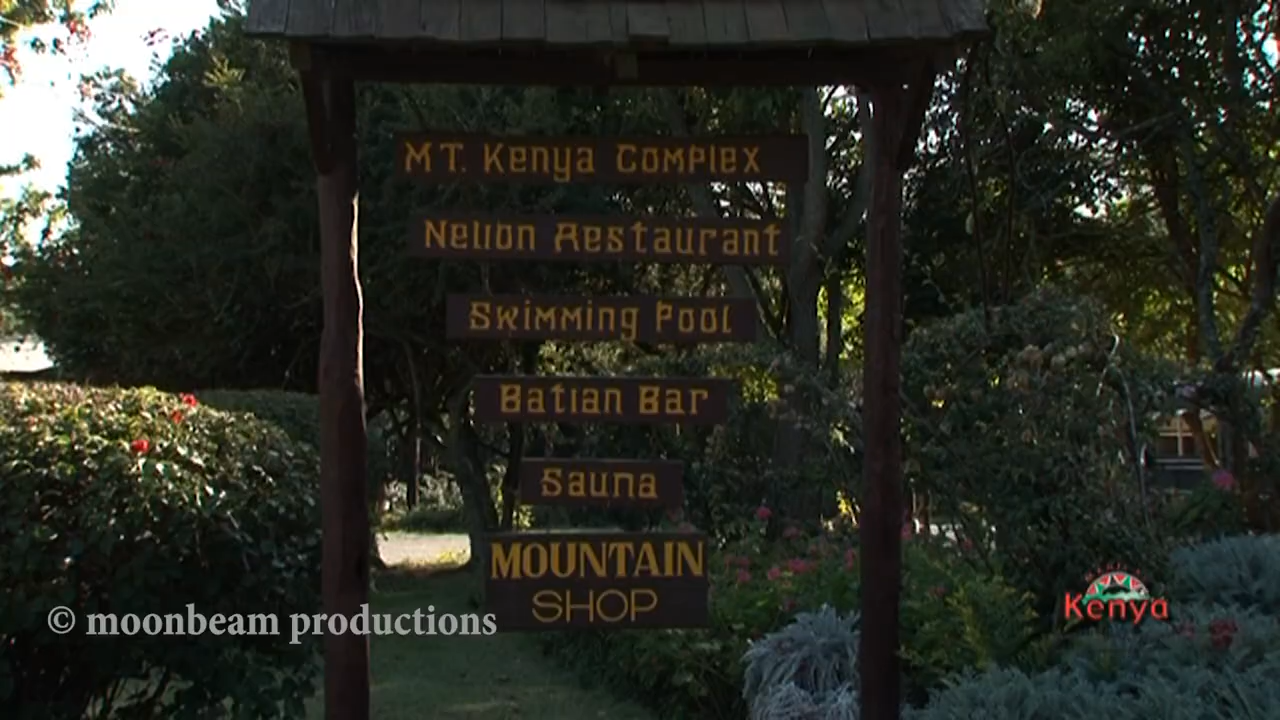 MT. Kenya Complex
Nelion Restaurant
Swimming Pool
Batian Bar
Sauna
MOUNTAIN
SHOP
© moonbeam productions
Kenya